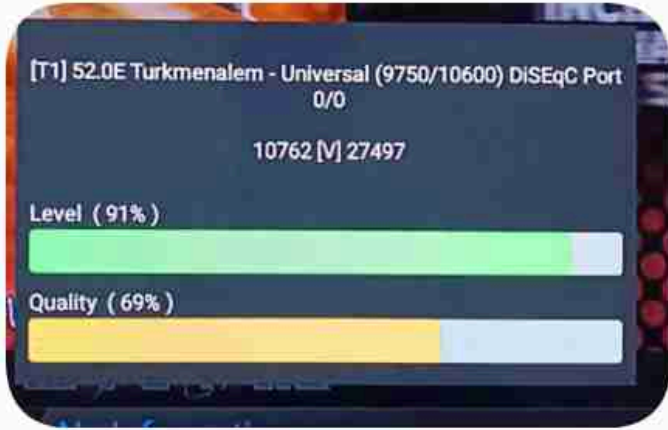 [T1] 52.0E Turkmenalem - Universal (9750/10600) DiSEqC Port
0/0
10762 [V] 27497
Level ( 91% )
Quality ( 69% )